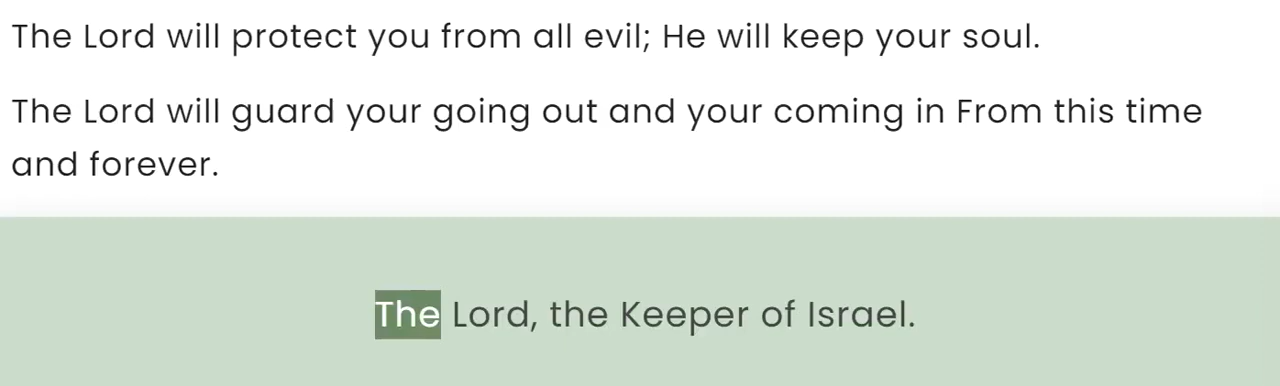 The Lord will protect you from all evil; He will keep your soul.
The Lord will guard your going out and your coming in From this time
and forever.
The Lord, the Keeper of Israel.